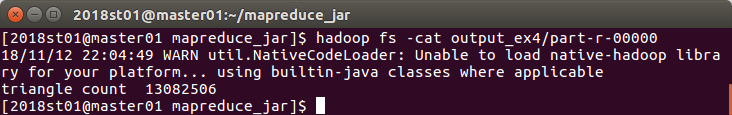 2018st01@master01: ~/mapreduce_jar
[2018st01@master01 mapreduce_jar]$ hadoop fs -cat output_ex4/part-r-00000
18/11/12 22:04:49 WARN util.NativeCodeLoader: Unable to load native-hadoop libra
ry for your platform... using builtin-java classes where applicable
triangle count  13082506
[2018st01@master01 mapreduce_jar]$